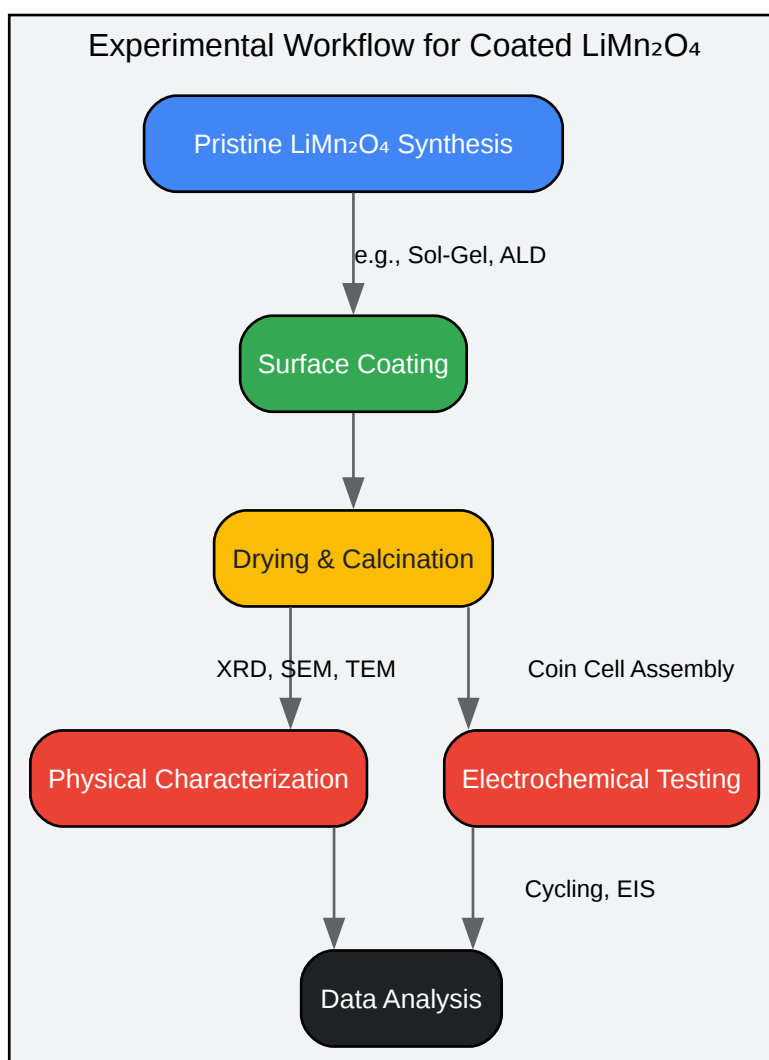 Experimental Workflow for Coated LiMn₂O₄
Pristine LiMn₂O₄ Synthesis
e.g., Sol-Gel, ALD
Surface Coating
Drying & Calcination
XRD, SEM, TEM
Coin Cell Assembly
Physical Characterization
Electrochemical Testing
Cycling, EIS
Data Analysis